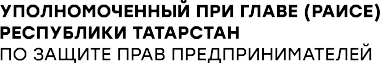 УПОЛНОМОЧЕННЫЙ ПРИ ГЛАВЕ (РАИСЕ)
РЕСПУБЛИКИ ТАТАРСТАН
ПО ЗАЩИТЕ ПРАВ ПРЕДПРИНИМАТЕЛЕЙ